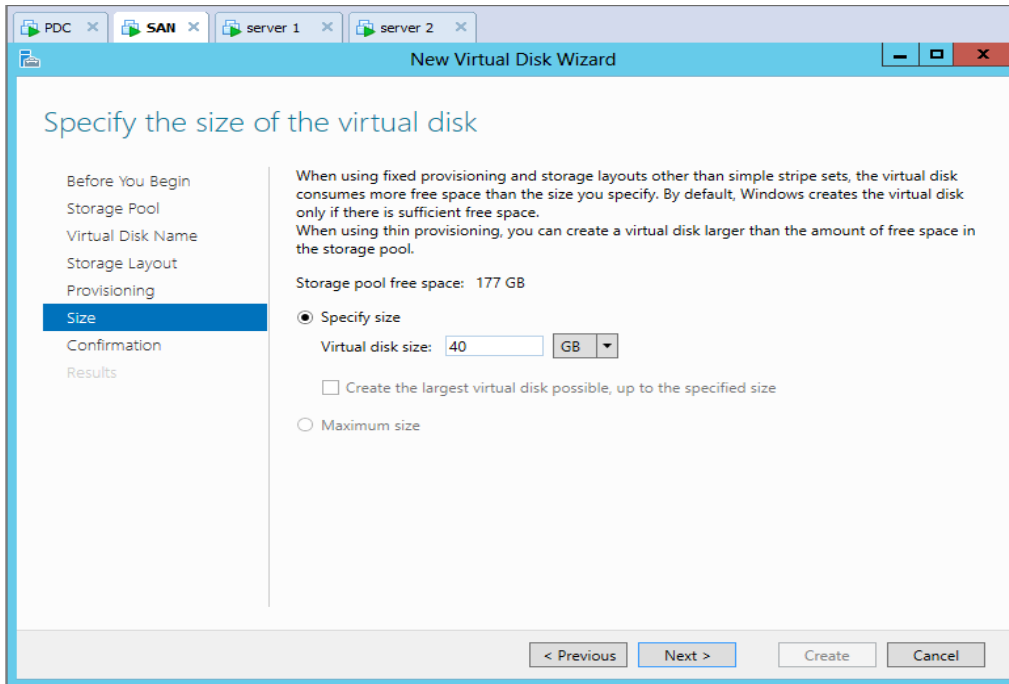 PDC SAN server 1 server 2
New Virtual Disk Wizard
Specify the size of the virtual disk
Before You Begin
Storage Pool
Virtual Disk Name
Storage Layout
Provisioning
Size
Confirmation
Results
When using fixed provisioning and storage layouts other than simple stripe sets, the virtual disk
consumes more free space than the size you specify. By default, Windows creates the virtual disk
only if there is sufficient free space.
When using thin provisioning, you can create a virtual disk larger than the amount of free space in
the storage pool.
Storage pool free space: 177 GB
Specify size
Virtual disk size: 40 GB
Create the largest virtual disk possible, up to the specified size
Maximum size
< Previous Next > Create Cancel